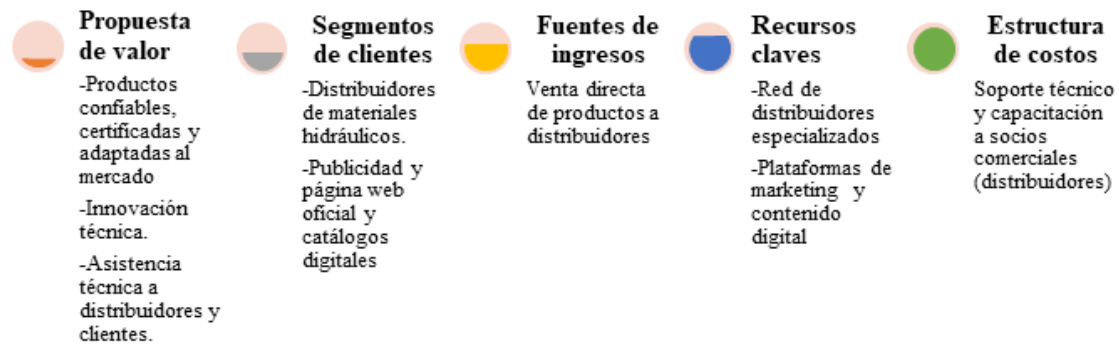 Propuesta
de valor
-Productos
confiables,
certificadas y
adaptadas al
mercado
-Innovación
técnica.
-Asistencia
técnica a
distribuidores y
clientes.
Segmentos
de clientes
-Distribuidores
de materiales
hidráulicos.
-Publicidad y
página web
oficial y
catálogos
digitales
Fuentes de
ingresos
Venta directa
de productos a
distribuidores
Recursos
claves
-Red de
distribuidores
especializados
-Plataformas de
marketing y
contenido
digital
Estructura
de costos
Soporte técnico
y capacitación
a socios
comerciales
(distribuidores)